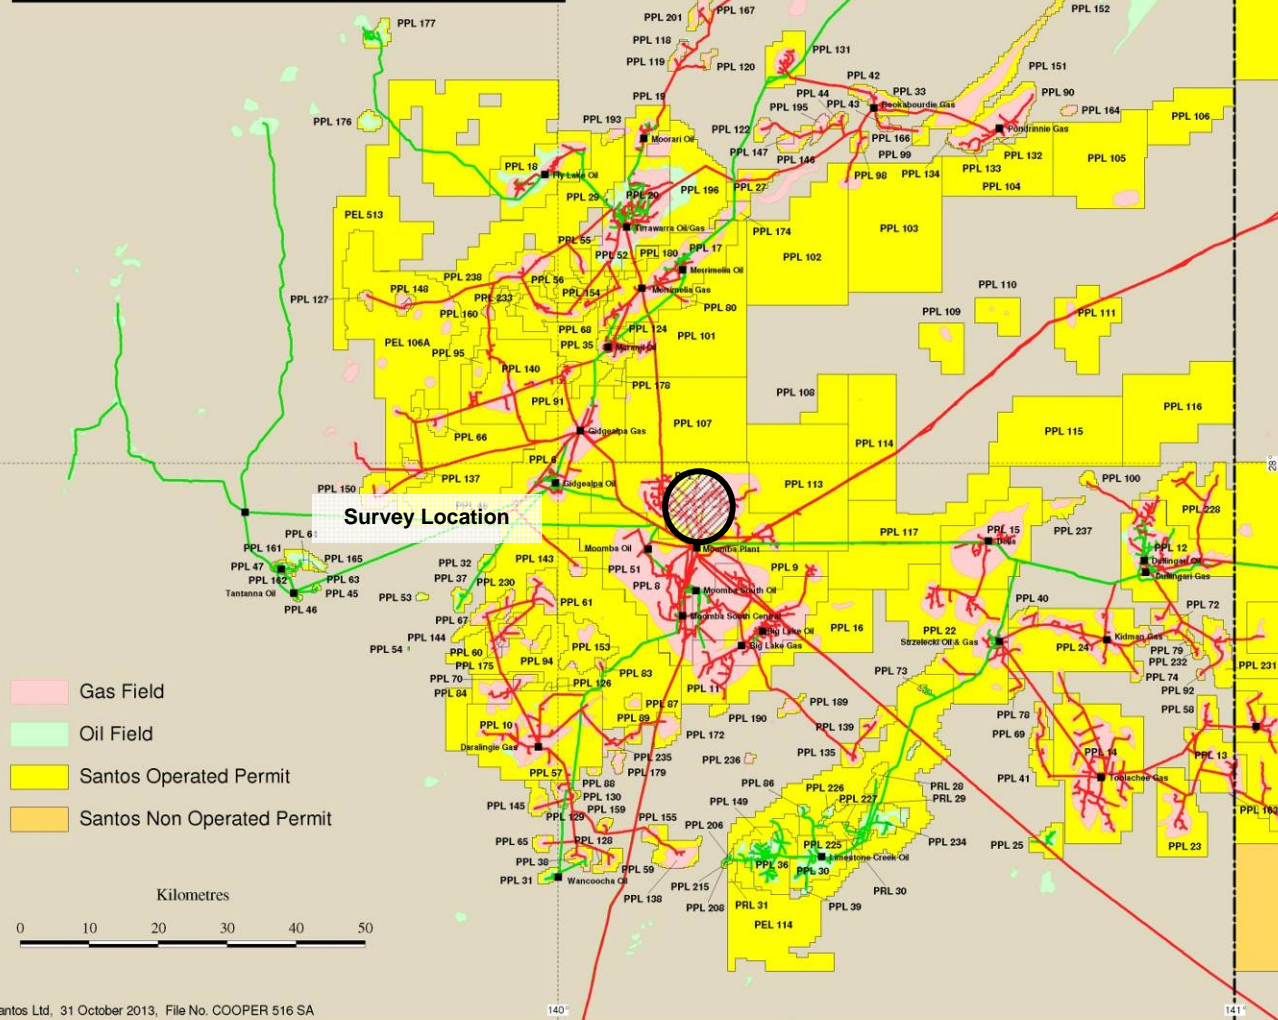 PPL 177
PPL 201
PPL 167
PPL 152
PPL 118
PPL 131
PPL 119
PPL 120
PPL 151
PPL 42
PPL 19
PPL 44
PPL 33
PPL 90
PPL 195
PPL 43
Bookabourdie Gas
PPL 164
PPL 106
PPL 176
PPL 193
PPL 122
Moorari Oil
PPL 166
Pondrinnie Gas
PPL 147
PPL 146
PPL 99
PPL 132
PPL 105
PPL 18
Fly Lake Oil
PPL 98
PPL 134
PPL 133
PPL 104
PPL 29
PPL 20
PPL 196
PPL 27
PEL 513
Tirrawarra Oil/Gas
PPL 174
PPL 103
PPL 55
PPL 52
PPL 180
PPL 17
PPL 102
Merrimelia Oil
PPL 238
PPL 56
PPL 148
Merrimelia Gas
PPL 127
PPL 233
PPL 154
PPL 110
PPL 160
PPL 80
PPL 109
PPL 111
PPL 68
PPL 124
PPL 101
PEL 106A
PPL 35
PPL 95
PPL 140
PPL 178
PPL 91
PPL 108
PPL 116
PPL 66
Gidgealpa Gas
PPL 107
PPL 115
PPL 114
28°
PPL 6
PPL 137
Gidgealpa Oil
PPL 113
PPL 100
PPL 150
Survey Location
PPL 228
PPL 237
PPL 15
PPL 117
PPL 161
PPL 165
Moomba Oil
Moomba Plant
PPL 12
PPL 47
PPL 143
Dullingari Oil
PPL 32
PPL 51
PPL 9
Dullingari Gas
PPL 162
PPL 63
PPL 37
PPL 230
PPL 8
Moomba South Oil
Tantanna Oil
PPL 45
PPL 53
PPL 61
PPL 40
PPL 72
PPL 46
PPL 67
Moomba South Central
PPL 16
PPL 22
PPL 144
Big Lake Oil
Strzelecki Oil & Gas
Kidman Gas
PPL 54
PPL 60
PPL 153
Big Lake Gas
PPL 24
PPL 79
PPL 175
PPL 94
PPL 232
PPL 231
PPL 70
PPL 126
PPL 83
PPL 73
PPL 74
PPL 84
PPL 11
PPL 92
Gas Field
PPL 87
PPL 189
PPL 58
PPL 10
PPL 89
PPL 190
PPL 78
Oil Field
PPL 139
PPL 69
Daralingie Gas
PPL 172
PPL 235
PPL 236
PPL 135
PPL 14
PPL 13
Santos Operated Permit
PPL 57
PPL 179
PPL 41
Toolachee Gas
PPL 88
PPL 86
PPL 226
PRL 28
PPL 130
PPL 149
PPL 227
PRL 29
PPL 145
PPL 159
Santos Non Operated Permit
PPL 129
PPL 155
PPL 206
PPL 65
PPL 128
PPL 225
PPL 234
PPL 25
PPL 23
PPL 38
Limestone Creek Oil
PPL 59
PPL 36
PPL 30
PPL 31
Wancoocha Oil
PPL 215
PRL 30
Kilometres
PPL 138
PPL 208
PRL 31
PPL 39
0 10 20 30 40 50
PEL 114
antos Ltd, 31 October 2013, File No. COOPER 516 SA
140°
141°